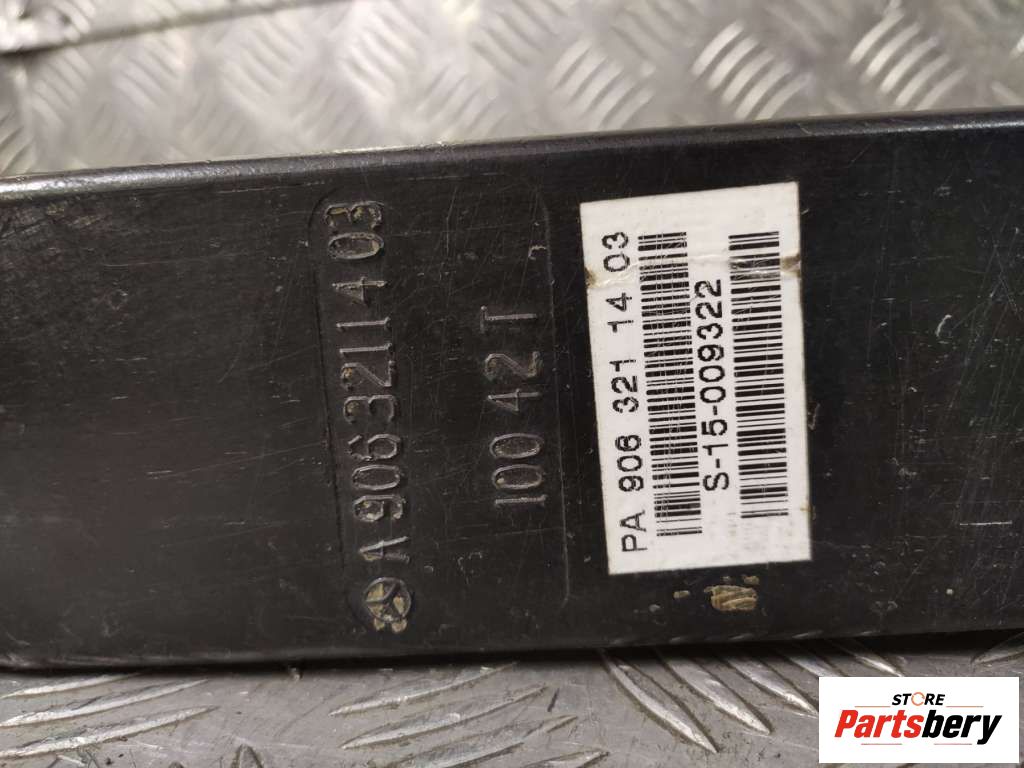 A 906 321 14 03
100 42 T
PA 906 321 14 03
S-15-009322
STORE
Partsbery